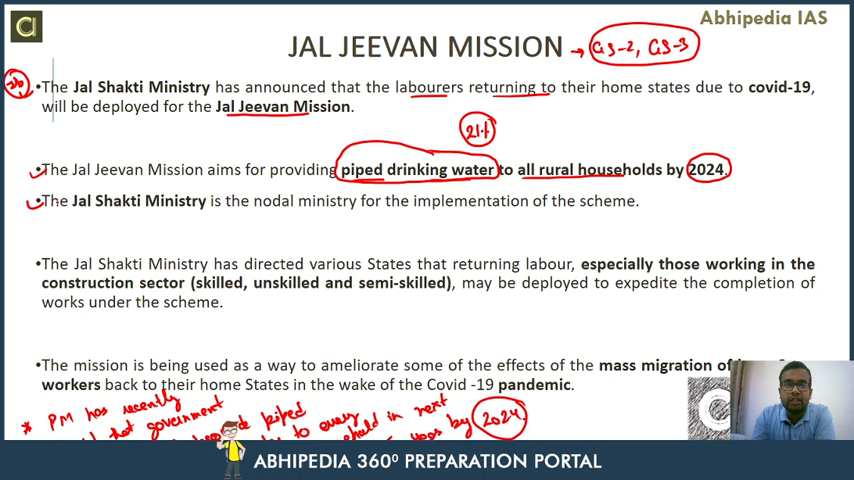 Abhipedia IAS
JAL JEEVAN MISSION → GS-2, GS-3
•The Jal Shakti Ministry has announced that the labourers returning to their home states due to covid-19,
will be deployed for the Jal Jeevan Mission.
21%
•The Jal Jeevan Mission aims for providing piped drinking water to all rural households by 2024.
•The Jal Shakti Ministry is the nodal ministry for the implementation of the scheme.
•The Jal Shakti Ministry has directed various States that returning labour, especially those working in the
construction sector (skilled, unskilled and semi-skilled), may be deployed to expedite the completion of
works under the scheme.
•The mission is being used as a way to ameliorate some of the effects of the mass migration of
workers back to their home States in the wake of the Covid -19 pandemic.
* PM has recently
that government
piped
to every
in next
by 2024
ABHIPEDIA 360⁰ PREPARATION PORTAL